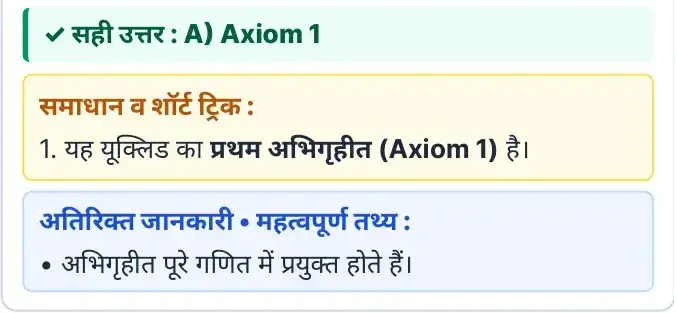 ✓ सही उत्तर : A) Axiom 1
समाधान व शॉर्ट ट्रिक :
1. यह यूक्लिड का प्रथम अभिगृहीत (Axiom 1) है।
अतिरिक्त जानकारी • महत्वपूर्ण तथ्य :
• अभिगृहीत पूरे गणित में प्रयुक्त होते हैं।